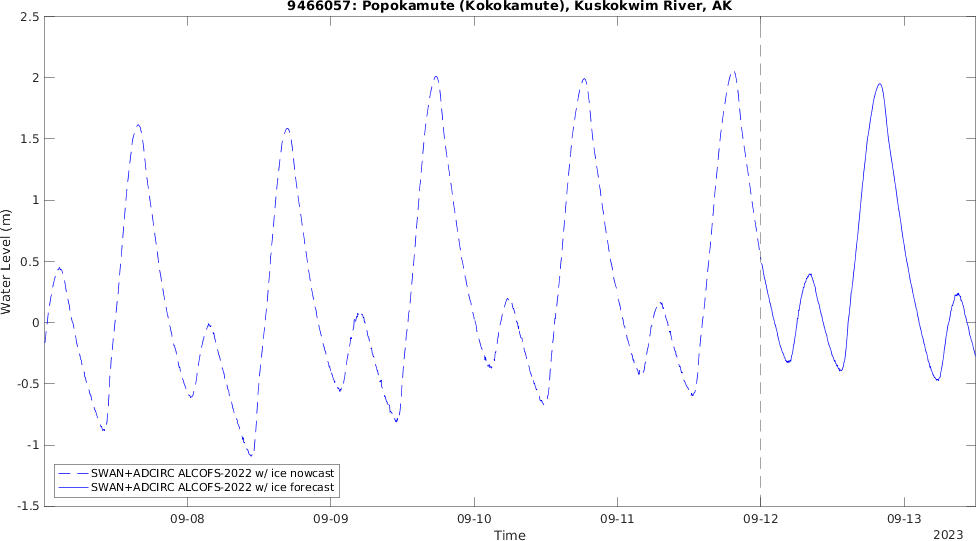 9466057: Popokamute (Kokokamute), Kuskokwim River, AK
2.5
2
1.5
1
0.5
0
-0.5
-1
-1.5
Water Level (m)
SWAN+ADCIRC ALCOFS-2022 w/ ice nowcast
SWAN+ADCIRC ALCOFS-2022 w/ ice forecast
09-08 09-09 09-10 09-11 09-12 09-13
Time
2023